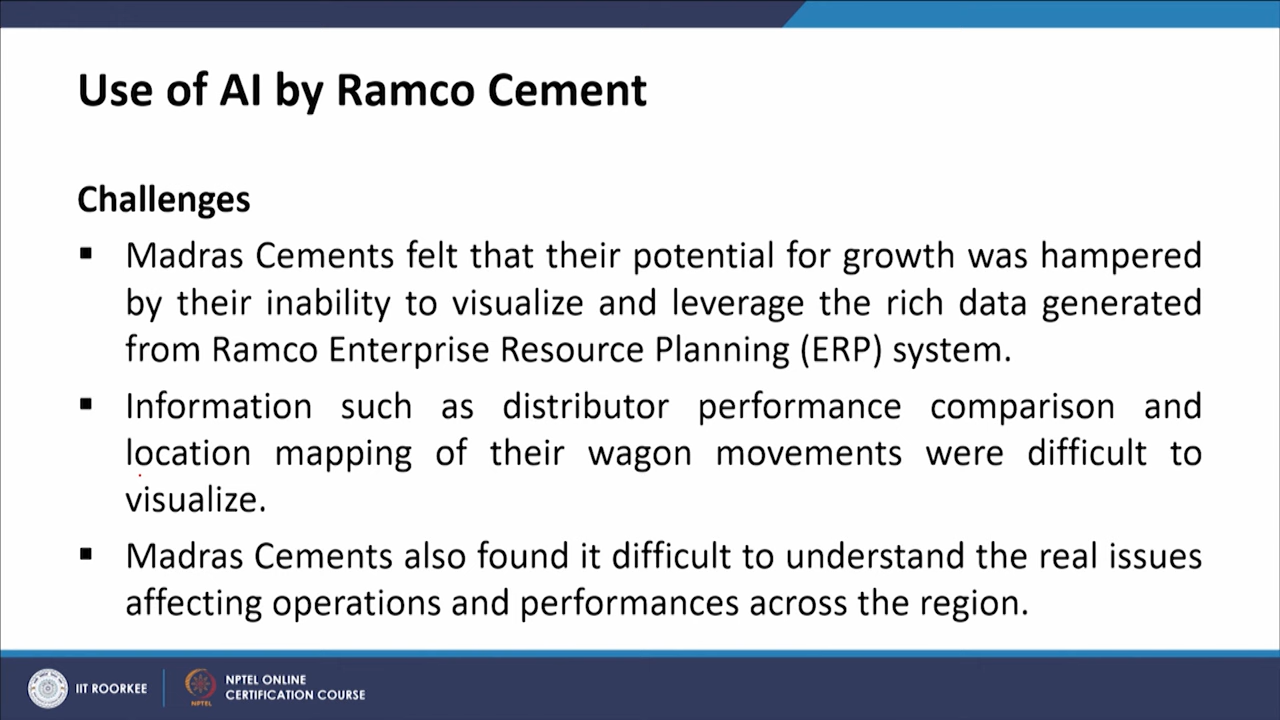 Use of AI by Ramco Cement
Challenges
▪ Madras Cements felt that their potential for growth was hampered
by their inability to visualize and leverage the rich data generated
from Ramco Enterprise Resource Planning (ERP) system.
▪ Information such as distributor performance comparison and
location mapping of their wagon movements were difficult to
visualize.
▪ Madras Cements also found it difficult to understand the real issues
affecting operations and performances across the region.
IIT ROORKEE
NPTEL
NPTEL ONLINE
CERTIFICATION COURSE